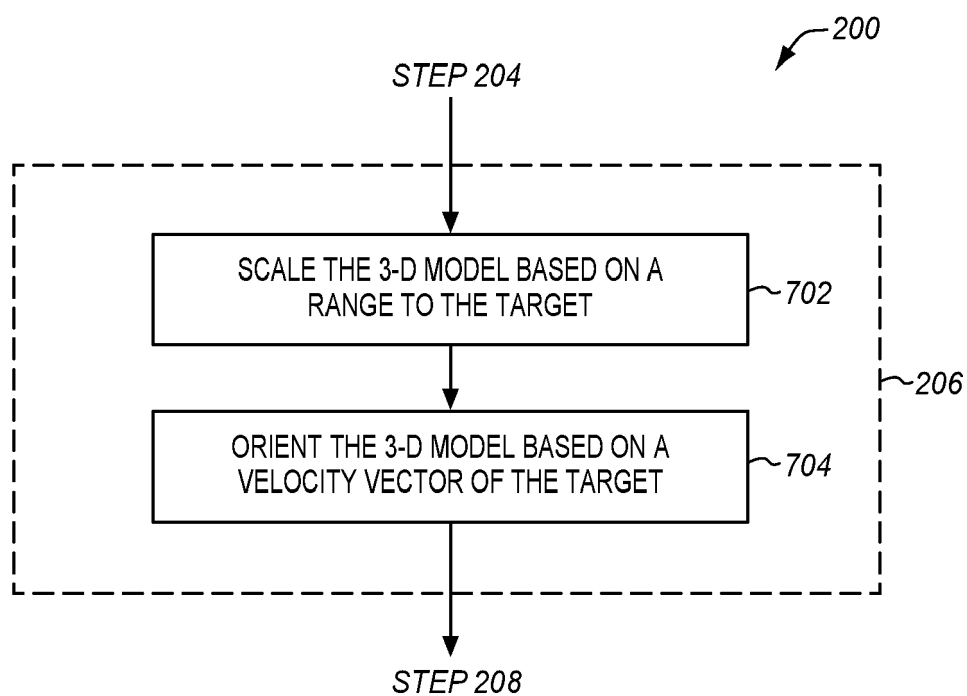 200
STEP 204
SCALE THE 3-D MODEL BASED ON A
RANGE TO THE TARGET
702
206
ORIENT THE 3-D MODEL BASED ON A
VELOCITY VECTOR OF THE TARGET
704
STEP 208